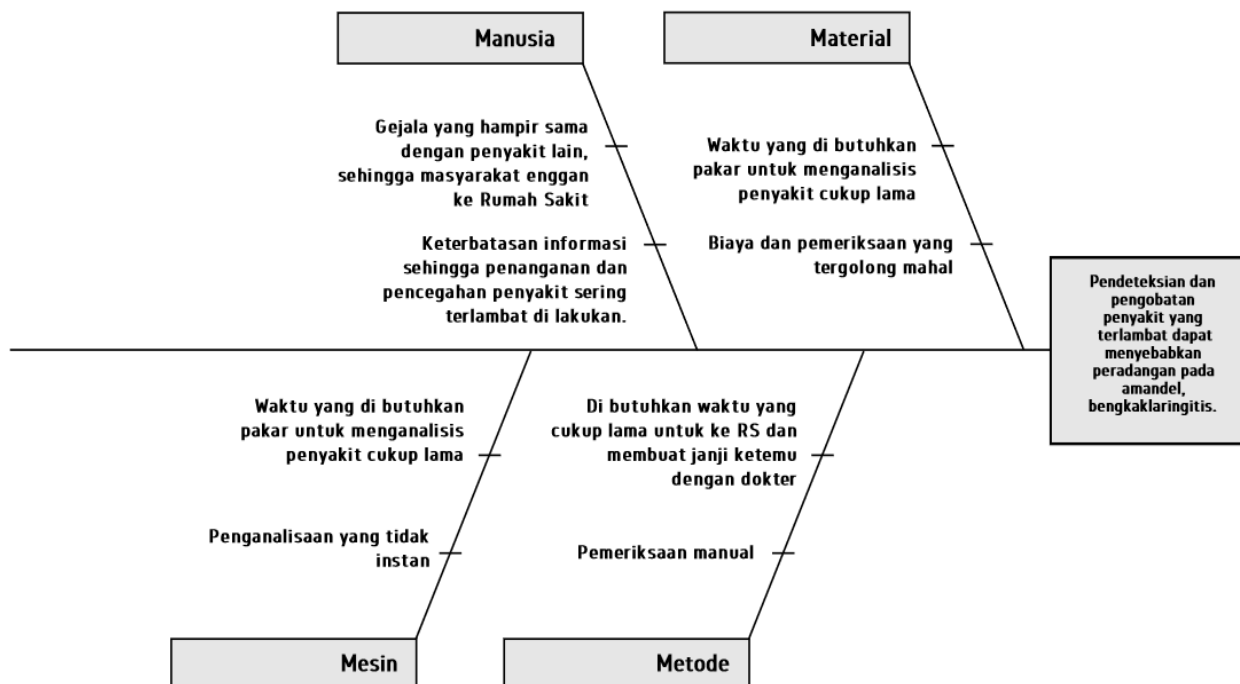 Manusia
Material
Gejala yang hampir sama
dengan penyakit lain,
sehingga masyarakat enggan
ke Rumah Sakit
Keterbatasan informasi
sehingga penanganan dan
pencegahan penyakit sering
terlambat di lakukan.
Waktu yang di butuhkan
pakar untuk menganalisis
penyakit cukup lama
Biaya dan pemeriksaan yang
tergolong mahal
Pendeteksian dan
pengobatan
penyakit yang
terlambat dapat
menyebabkan
peradangan pada
amandel,
bengkaklaringitis.
Waktu yang di butuhkan
pakar untuk menganalisis
penyakit cukup lama
Penganalisaan yang tidak
instan
Di butuhkan waktu yang
cukup lama untuk ke RS dan
membuat janji ketemu
dengan dokter
Pemeriksaan manual
Mesin
Metode